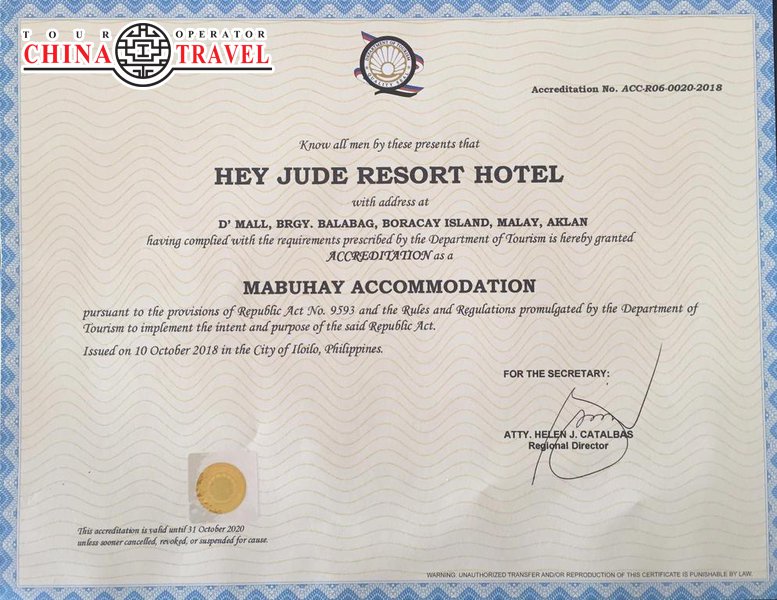 TOUR OPERATOR
CHINA TRAVEL
DEPARTMENT OF TOURISM
QUALITY SEAL
Accreditation No. ACC-R06-0020-2018
Know all men by these presents that
HEY JUDE RESORT HOTEL
with address at
D' MALL, BRGY. BALABAG, BORACAY ISLAND, MALAY, AKLAN
having complied with the requirements prescribed by the Department of Tourism is hereby granted
ACCREDITATION as a
MABUHAY ACCOMMODATION
pursuant to the provisions of Republic Act No. 9593 and the Rules and Regulations promulgated by the Department of
Tourism to implement the intent and purpose of the said Republic Act.
Issued on 10 October 2018 in the City of Iloilo, Philippines.
FOR THE SECRETARY:
ATTY. HELEN J. CATALBAS
Regional Director
This accreditation is valid until 31 October 2020
unless sooner cancelled, revoked, or suspended for cause.
WARNING: UNAUTHORIZED TRANSFER AND/OR REPRODUCTION OF THIS CERTIFICATE IS PUNISHABLE BY LAW.